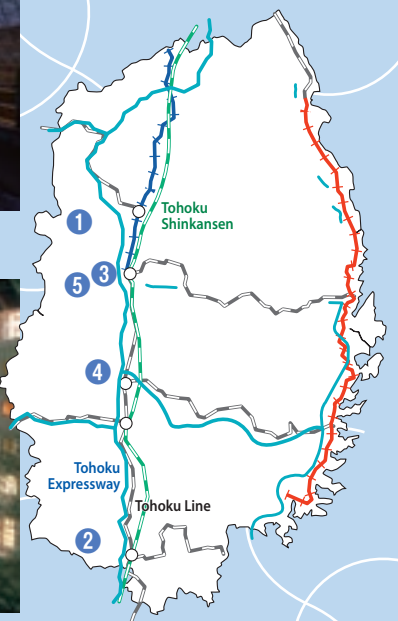 1
Tohoku
Shinkansen
5
3
4
Tohoku
Expressway
Tohoku Line
2